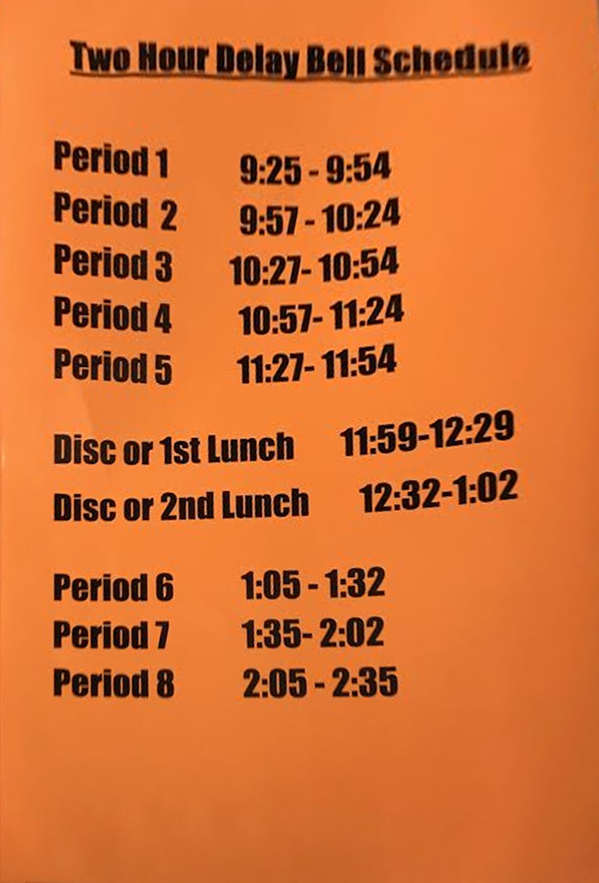 Two Hour Delay Bell Schedule
Period 1 9:25 - 9:54
Period 2 9:57 - 10:24
Period 3 10:27- 10:54
Period 4 10:57- 11:24
Period 5 11:27- 11:54
Disc or 1st Lunch 11:59-12:29
Disc or 2nd Lunch 12:32-1:02
Period 6 1:05 - 1:32
Period 7 1:35- 2:02
Period 8 2:05 - 2:35